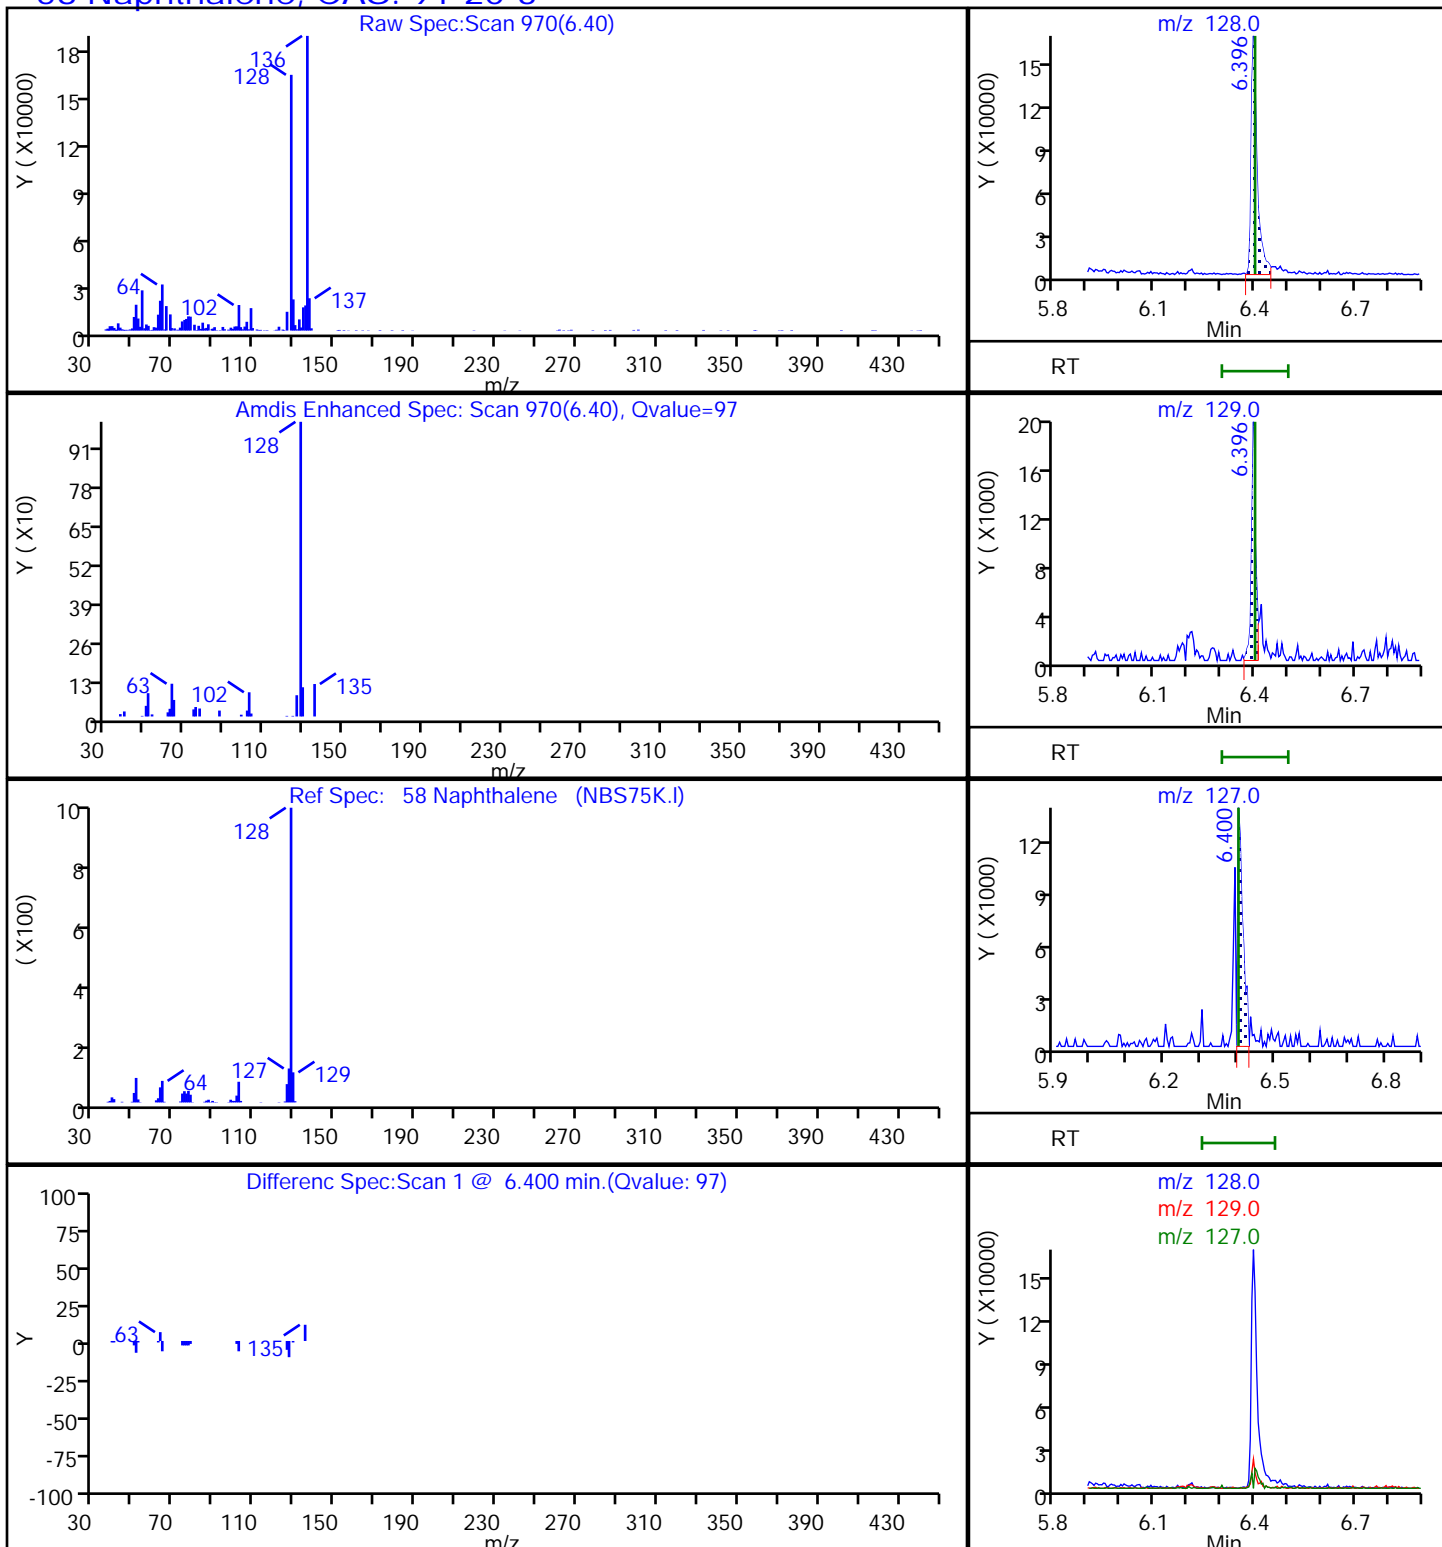 Raw Spec:Scan 970(6.40)
Y ( X10000)
18
15
12
9
6
3
0
136
128
64
102
137
30 70 110 150 190 230 270 310 350 390 430
m/z
m/z 128.0
Y ( X10000)
15
12
9
6
3
0
6.396
5.8 6.1 6.4 6.7
Min
RT
Amdis Enhanced Spec: Scan 970(6.40), Qvalue=97
Y ( X10)
91
78
65
52
39
26
13
0
128
63
102
135
30 70 110 150 190 230 270 310 350 390 430
m/z
m/z 129.0
Y ( X1000)
20
16
12
8
4
0
6.396
5.8 6.1 6.4 6.7
Min
RT
Ref Spec: 58 Naphthalene (NBS75K.I)
( X100)
10
8
6
4
2
0
128
127
129
64
30 70 110 150 190 230 270 310 350 390 430
m/z 127.0
Y ( X1000)
12
9
6
3
0
6.400
5.9 6.2 6.5 6.8
Min
RT
Differenc Spec:Scan 1 @ 6.400 min.(Qvalue: 97)
Y
100
75
50
25
0
-25
-50
-75
-100
63
135
30 70 110 150 190 230 270 310 350 390 430
m/z
m/z 128.0
m/z 129.0
m/z 127.0
Y ( X10000)
15
12
9
6
3
0
5.8 6.1 6.4 6.7
Min